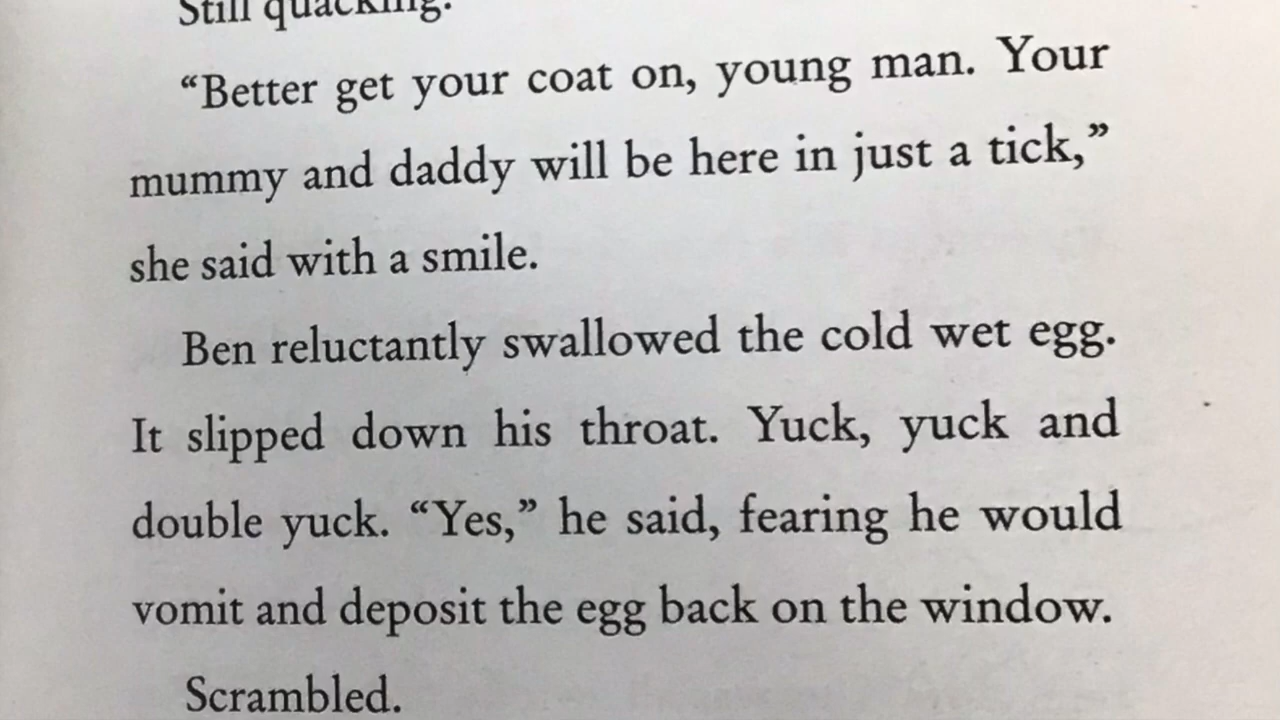 Still quacking.
“Better get your coat on, young man. Your
mummy and daddy will be here in just a tick,”
she said with a smile.
Ben reluctantly swallowed the cold wet egg.
It slipped down his throat. Yuck, yuck and
double yuck. “Yes,” he said, fearing he would
vomit and deposit the egg back on the window.
Scrambled.